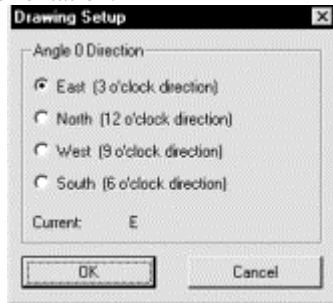 Drawing Setup
Angle 0 Direction
East (3 o'clock direction)
North (12 o'clock direction)
West (9 o'clock direction)
South (6 o'clock direction)
Current: E
OK Cancel